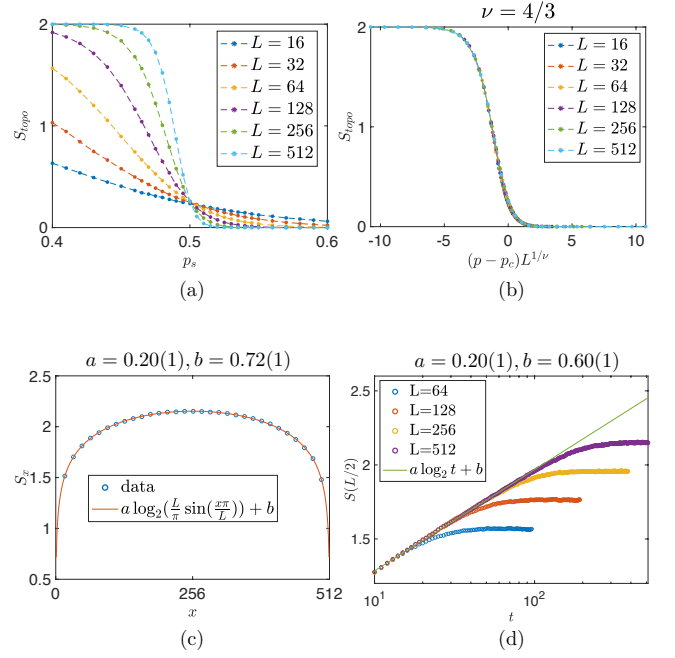 ν = 4/3
2
1
0
S_topo
L = 16
L = 32
L = 64
L = 128
L = 256
L = 512
0.4
0.5
0.6
p_s
(a)
2
1
0
S_topo
L = 16
L = 32
L = 64
L = 128
L = 256
L = 512
-10
-5
0
5
10
(p − p_c)L^{1/ν}
(b)
a = 0.20(1), b = 0.72(1)
2.5
2
1.5
1
0.5
S_x
data
a log_2(L/π sin(xπ/L)) + b
0
256
512
x
(c)
a = 0.20(1), b = 0.60(1)
2.5
2
1.5
S(L/2)
L=64
L=128
L=256
L=512
a log_2 t + b
10^1
10^2
t
(d)